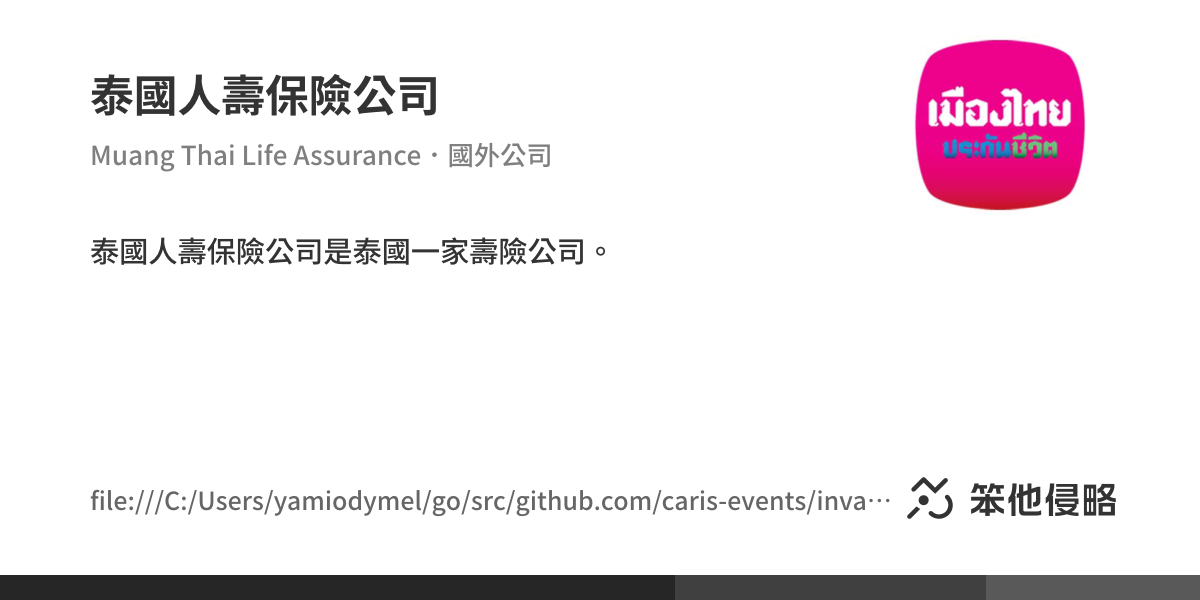 泰國人壽保險公司
Muang Thai Life Assurance・國外公司
เมืองไทย
ประกันชีวิต
泰國人壽保險公司是泰國一家壽險公司。
file:///C:/Users/yamiodymel/go/src/github.com/caris-events/inva…
笨他侵略